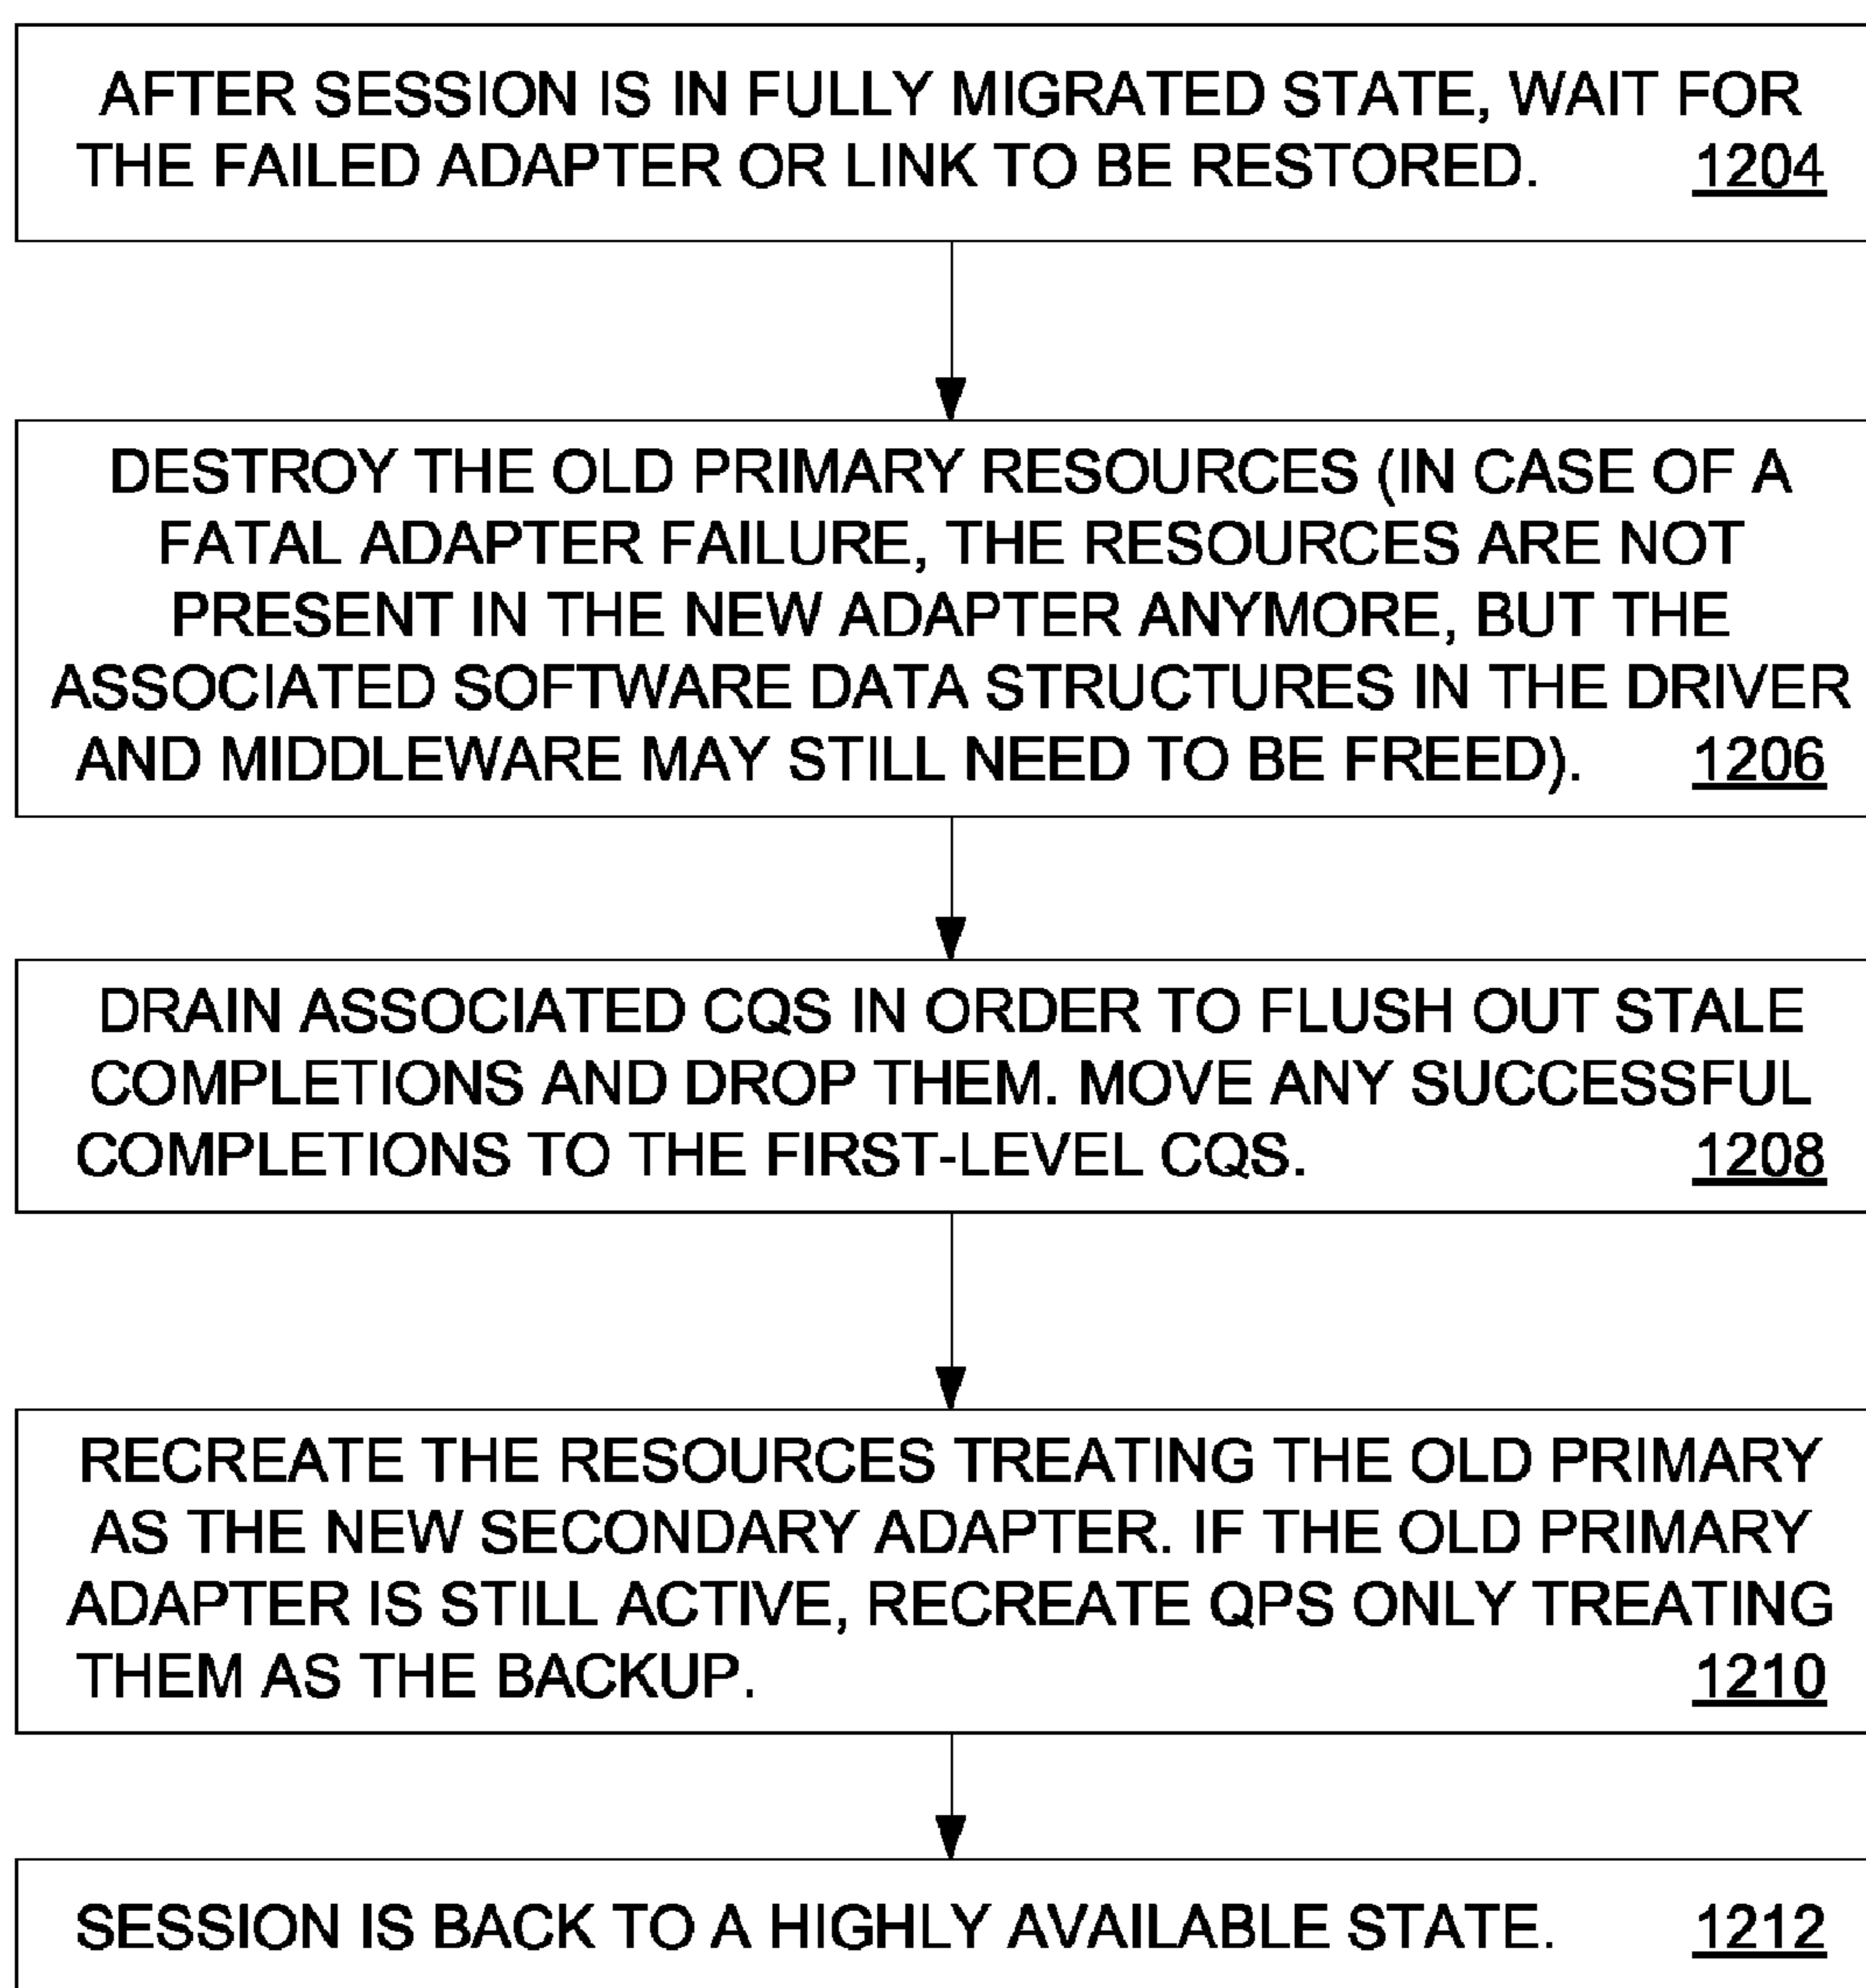 AFTER SESSION IS IN FULLY MIGRATED STATE, WAIT FOR
THE FAILED ADAPTER OR LINK TO BE RESTORED. 1204
DESTROY THE OLD PRIMARY RESOURCES (IN CASE OF A
FATAL ADAPTER FAILURE, THE RESOURCES ARE NOT
PRESENT IN THE NEW ADAPTER ANYMORE, BUT THE
ASSOCIATED SOFTWARE DATA STRUCTURES IN THE DRIVER
AND MIDDLEWARE MAY STILL NEED TO BE FREED). 1206
DRAIN ASSOCIATED CQS IN ORDER TO FLUSH OUT STALE
COMPLETIONS AND DROP THEM. MOVE ANY SUCCESSFUL
COMPLETIONS TO THE FIRST-LEVEL CQS. 1208
RECREATE THE RESOURCES TREATING THE OLD PRIMARY
AS THE NEW SECONDARY ADAPTER. IF THE OLD PRIMARY
ADAPTER IS STILL ACTIVE, RECREATE QPS ONLY TREATING
THEM AS THE BACKUP. 1210
SESSION IS BACK TO A HIGHLY AVAILABLE STATE. 1212